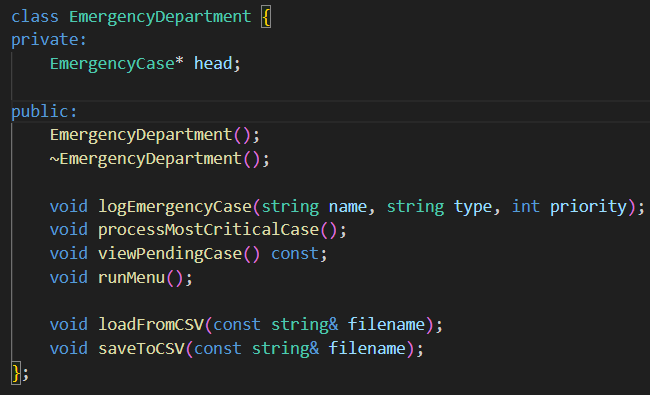 class EmergencyDepartment {
private:
    EmergencyCase* head;

public:
    EmergencyDepartment();
    ~EmergencyDepartment();

    void logEmergencyCase(string name, string type, int priority);
    void processMostCriticalCase();
    void viewPendingCase() const;
    void runMenu();

    void loadFromCSV(const string& filename);
    void saveToCSV(const string& filename);
};